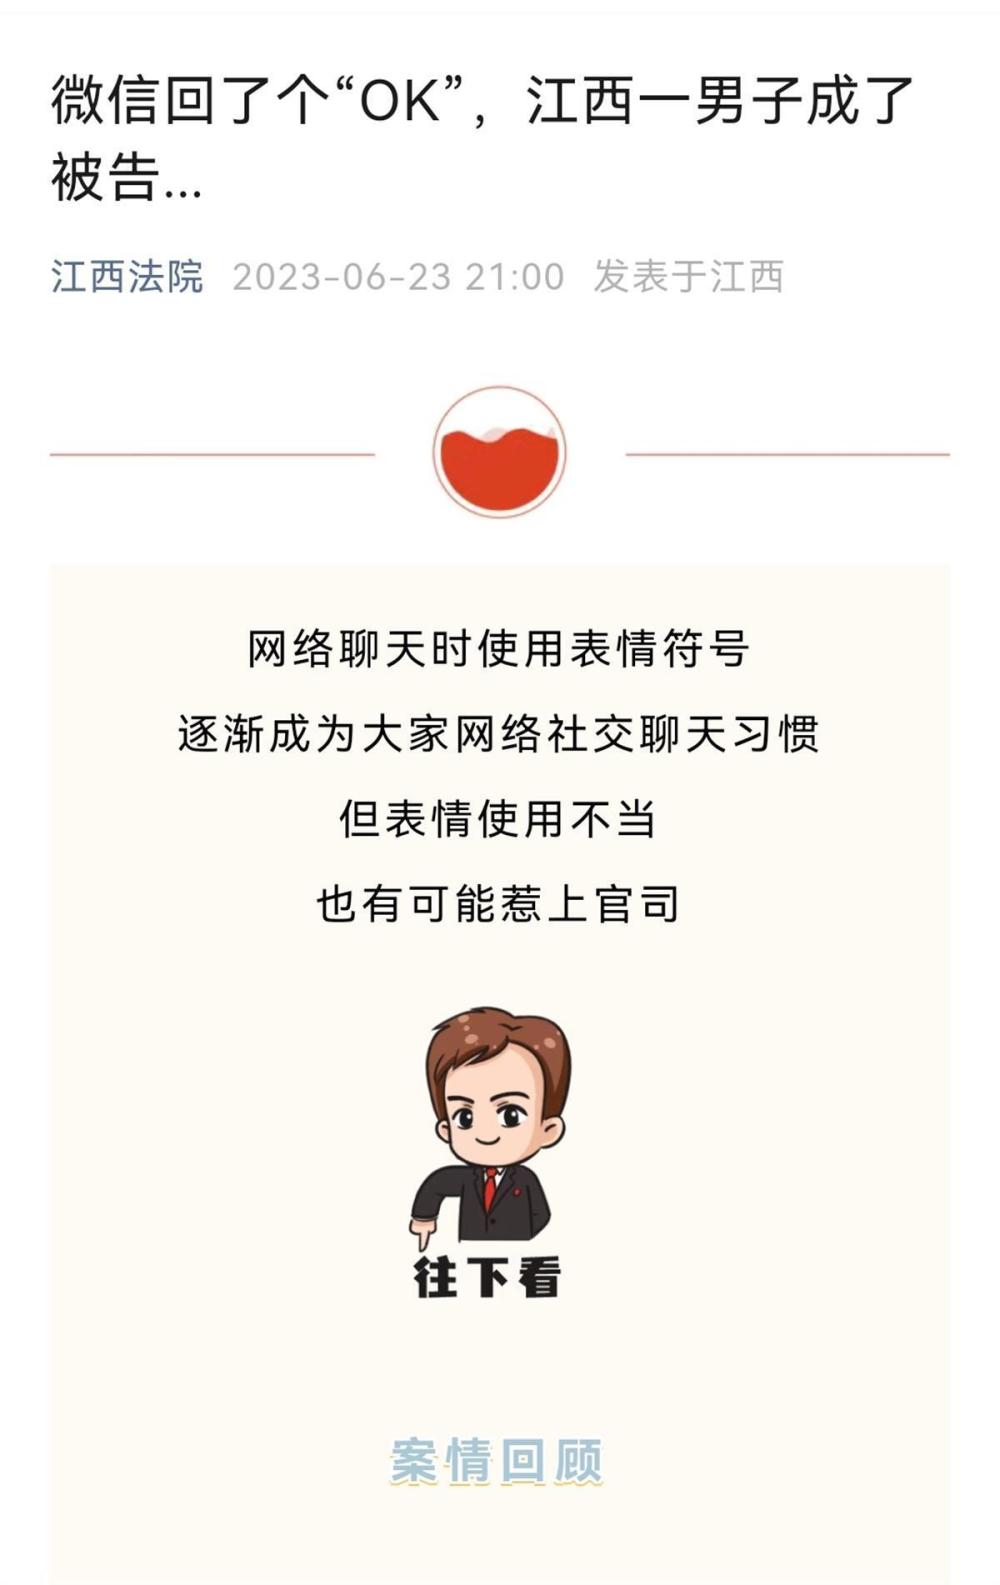 微信回了个“OK”，江西一男子成了
被告...
江西法院 2023-06-23 21:00 发表于江西
网络聊天时使用表情符号
逐渐成为大家网络社交聊天习惯
但表情使用不当
也有可能惹上官司
往下看
案情回顾